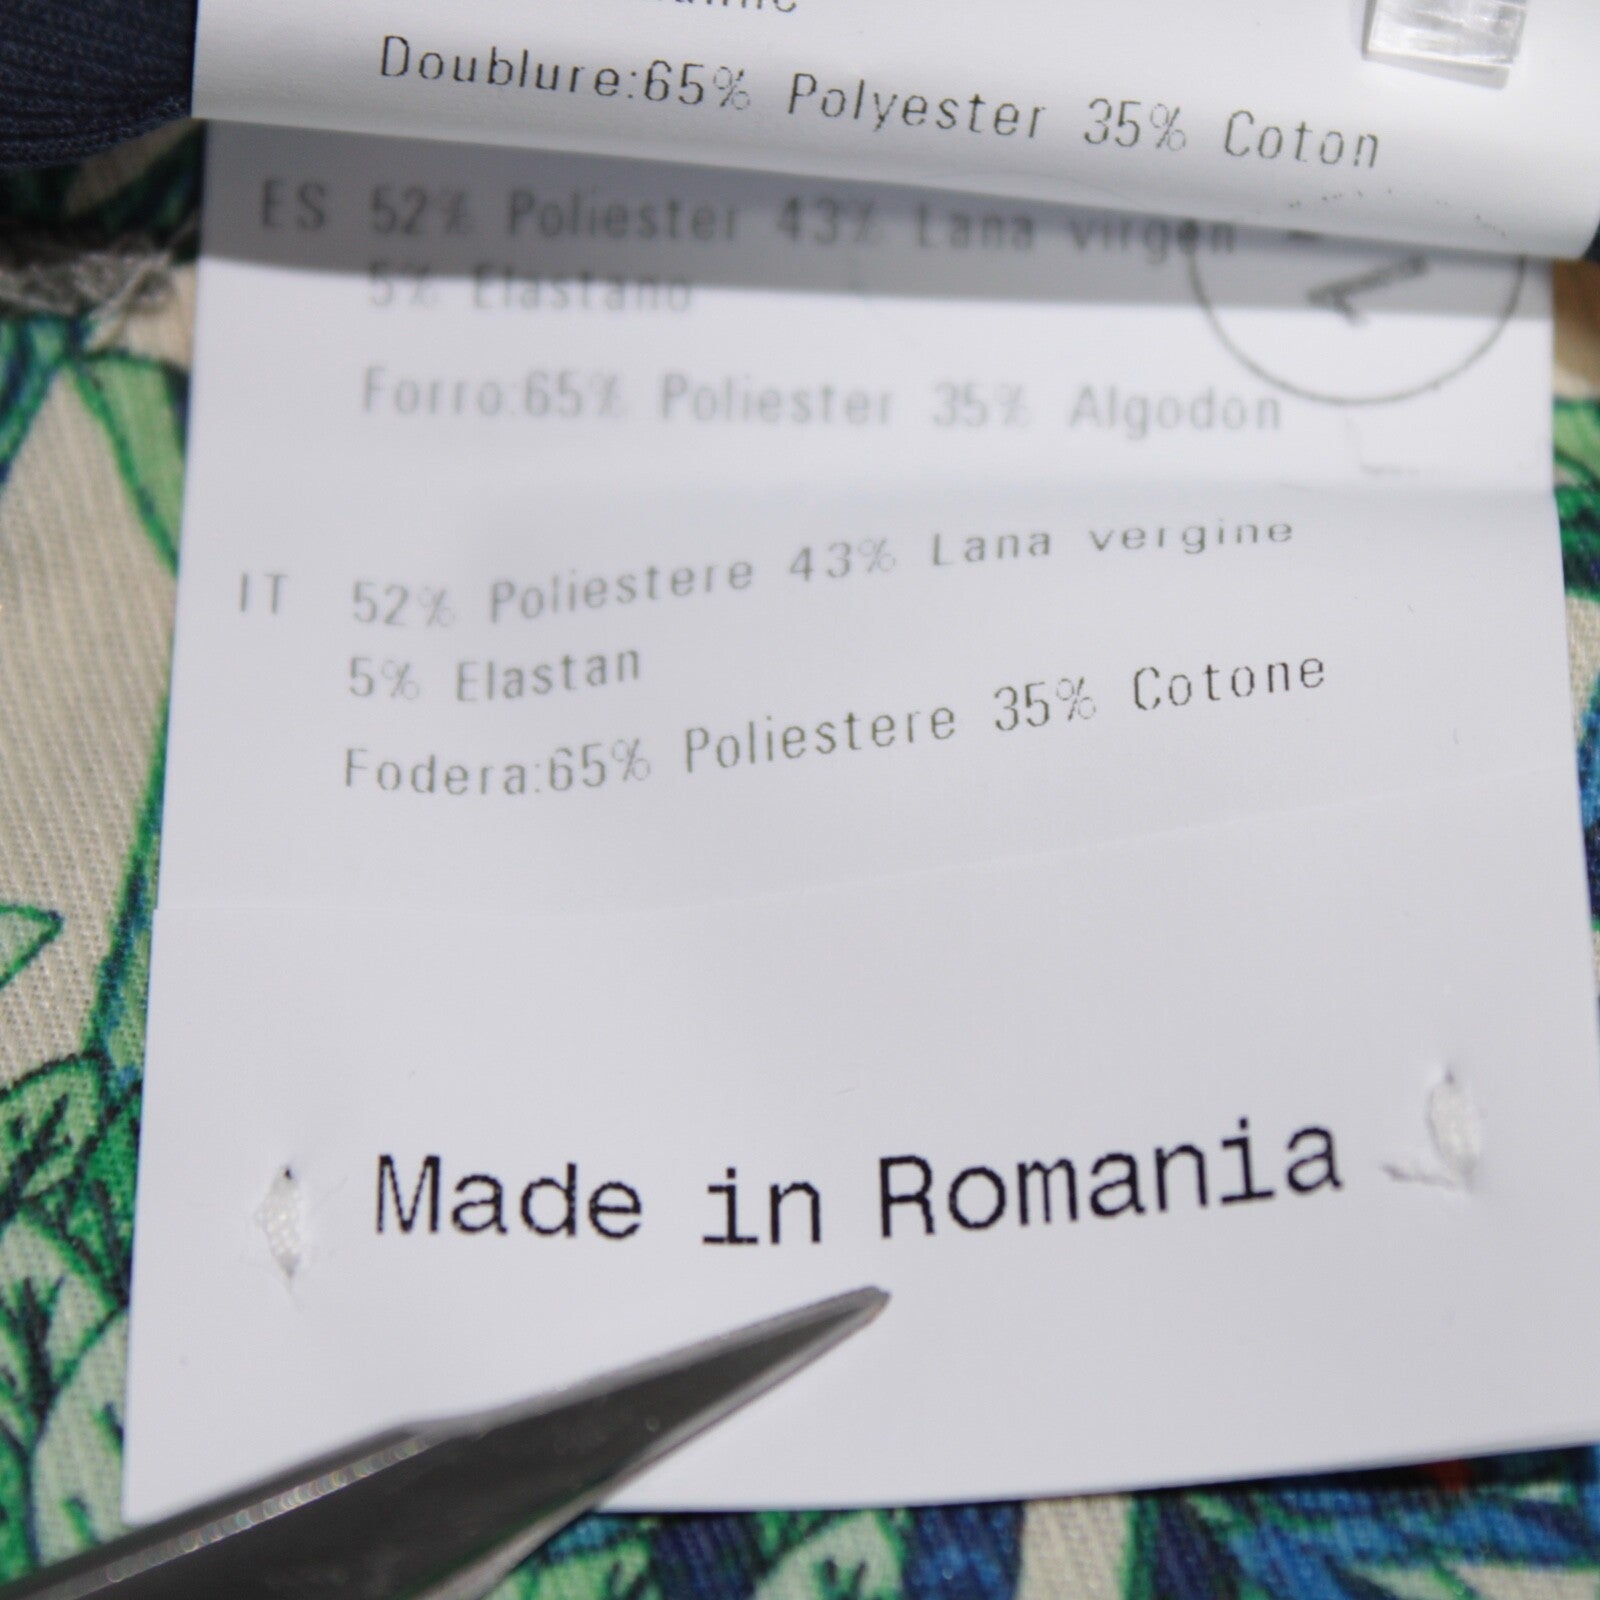 Doublure:65% Polyester 35% Coton
ES 52% Poliester 43% Lana virgen
5% Elastano
Forro:65% Poliester 35% Algodon
IT 52% Poliestere 43% Lana vergine
5% Elastan
Fodera:65% Poliestere 35% Cotone
Made in Romania